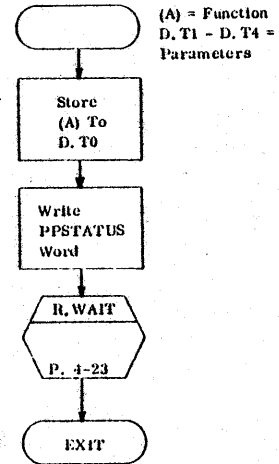 (A) = Function
D. T1 - D. T4 =
Parameters
Store
(A) To
D. T0
Write
PPSTATUS
Word
R. WAIT
P. 4-23
EXIT